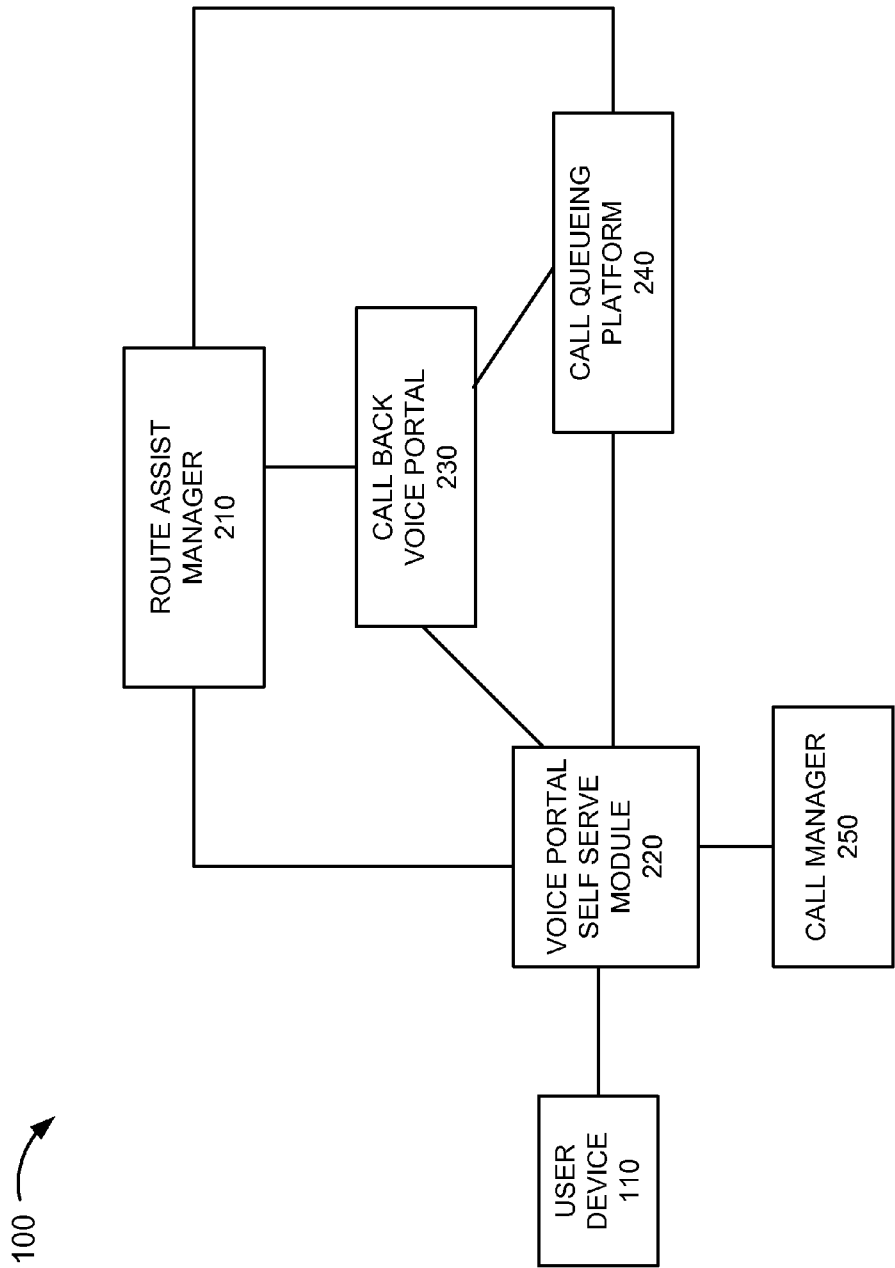 100
ROUTE ASSIST
MANAGER
210
CALL BACK
VOICE PORTAL
230
CALL QUEUEING
PLATFORM
240
VOICE PORTAL
SELF SERVE
MODULE
220
USER
DEVICE
110
CALL MANAGER
250